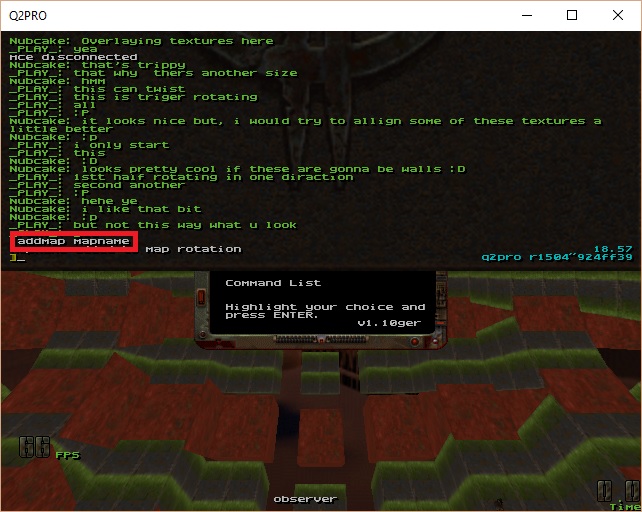 Q2PRO
Nubcake: Overlaying textures here
_PLAY_: yea
Mce disconnected
Nubcake: that's trippy
_PLAY_: that why  thers another size
Nubcake: hmm
_PLAY_: this can twist
_PLAY_: this is triger rotating
_PLAY_: all
_PLAY_: :P
Nubcake: it looks nice but, i would try to allign some of these textures a
little better
Nubcake: :p
_PLAY_: i only start
_PLAY_: this
Nubcake: :D
Nubcake: looks pretty cool if these are gonna be walls :D
_PLAY_: 1stt half rotating in one diraction
_PLAY_: second another
_PLAY_: :P
Nubcake: hehe ye
Nubcake: i like that bit
Nubcake: :p
_PLAY_: but not this way what u look
addmap mapname
map rotation
18.57
]_
q2pro r1504~924ff39
Command List
Highlight your choice and
press ENTER.
v1.10ger
66 FPS
0.0
Time
observer